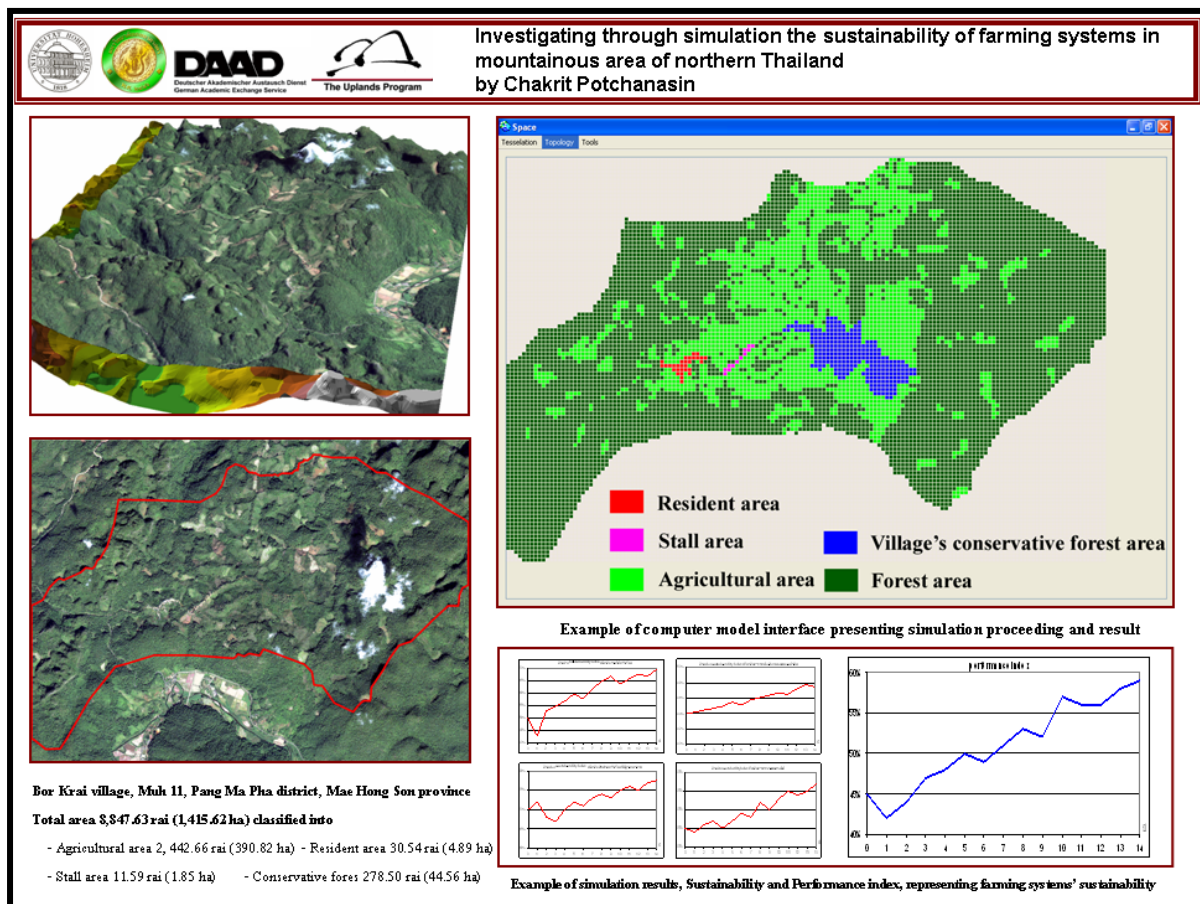 UNIVERSITÄT HOHENHEIM
1818
DAAD
Deutscher Akademischer Austausch Dienst
German Academic Exchange Service
The Uplands Program
Investigating through simulation the sustainability of farming systems in
mountainous area of northern Thailand
by Chakrit Potchanasin
Space
Tesselation Topology Tools
Resident area
Stall area
Village's conservative forest area
Agricultural area
Forest area
Example of computer model interface presenting simulation proceeding and result
performance index
60%
55%
50%
45%
40%
0 1 2 3 4 5 6 7 8 9 10 11 12 13 14
Bor Krai village, Muh 11, Pang Ma Pha district, Mae Hong Son province
Total area 8,847.63 rai (1,415.62 ha) classified into
- Agricultural area 2, 442.66 rai (390.82 ha) - Resident area 30.54 rai (4.89 ha)
- Stall area 11.59 rai (1.85 ha) - Conservative fores 278.50 rai (44.56 ha)
Example of simulation results, Sustainability and Performance index, representing farming systems' sustainability